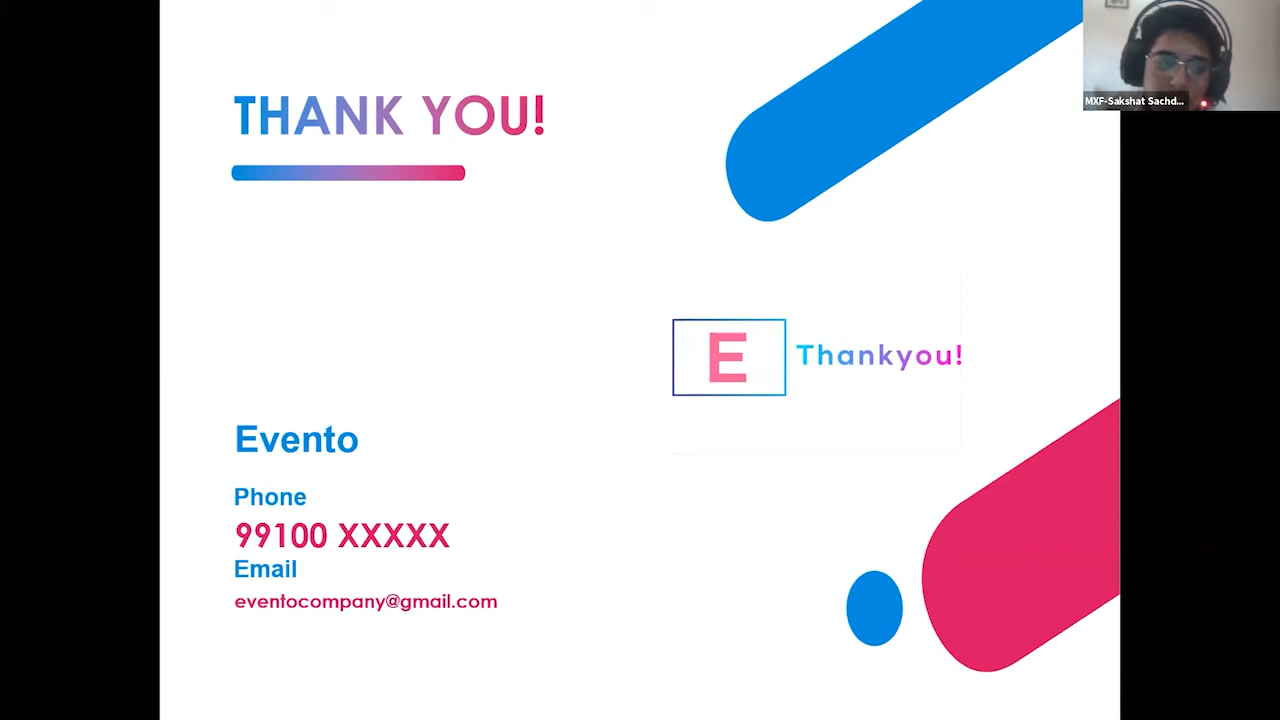 MXF-Sakshat Sachd...
THANK YOU!
E
Thankyou!
Evento
Phone
99100 XXXXX
Email
eventocompany@gmail.com